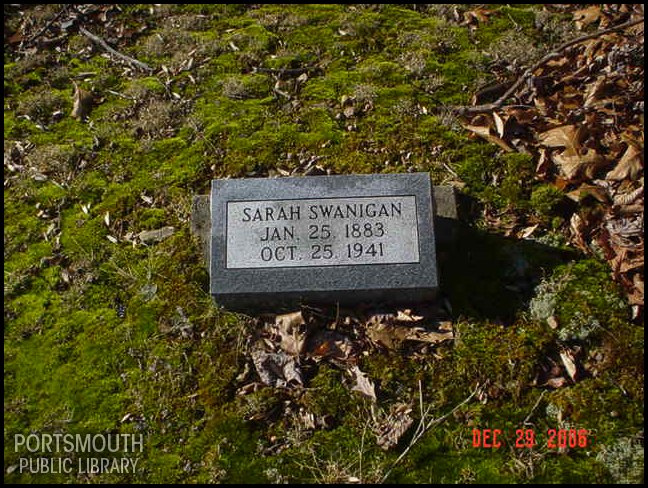 SARAH SWANIGAN
JAN. 25, 1883
OCT. 25, 1941
DEC 29 2006
PORTSMOUTH
PUBLIC LIBRARY